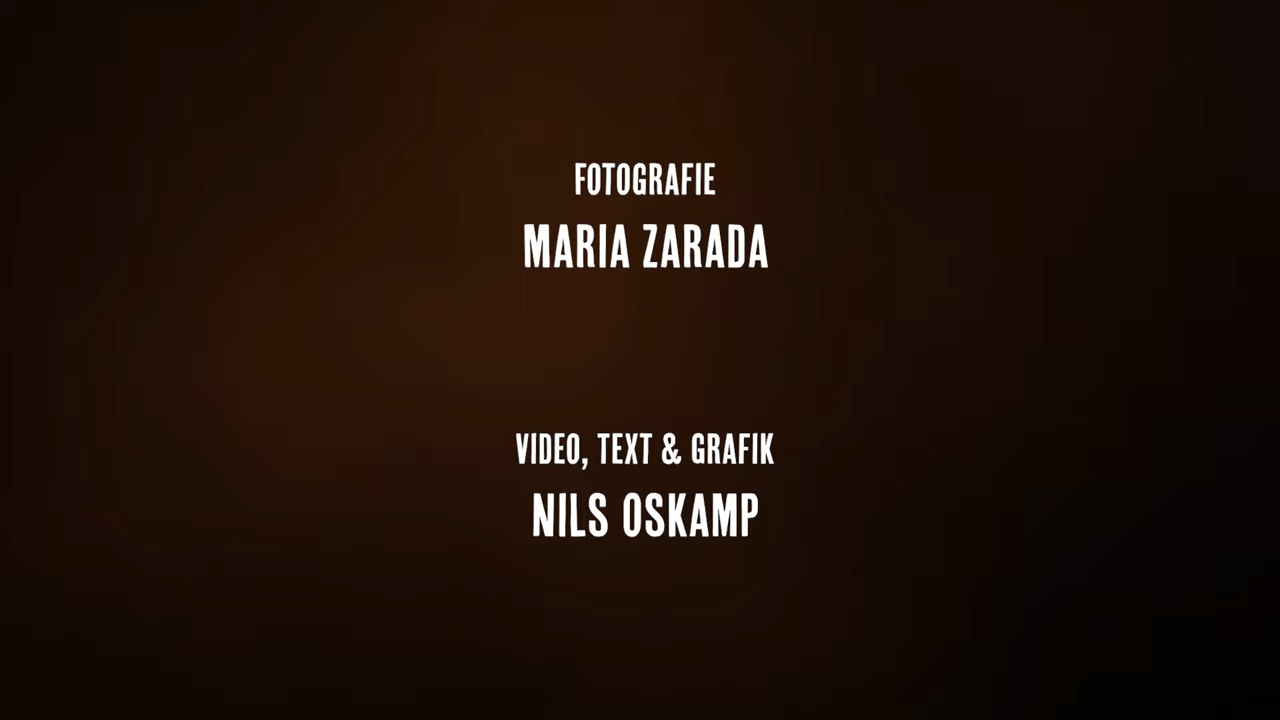 FOTOGRAFIE
MARIA ZARADA
VIDEO, TEXT & GRAFIK
NILS OSKAMP